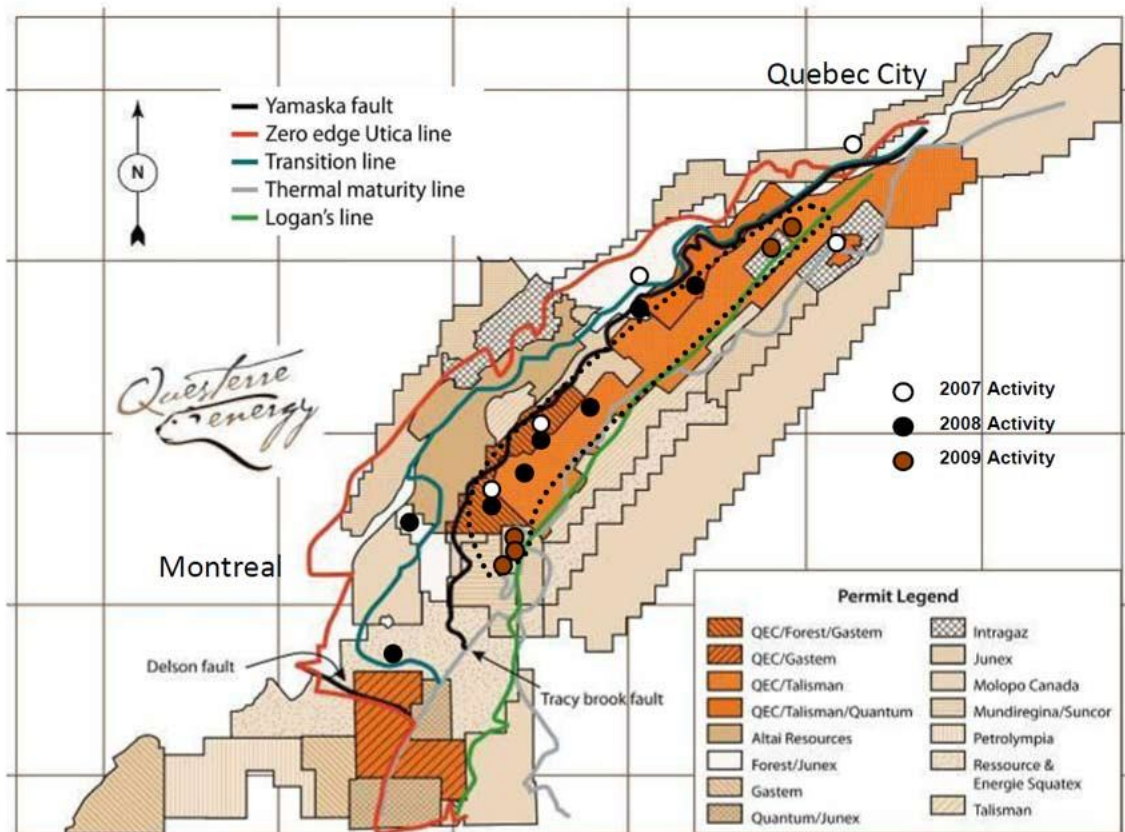 Quebec City
Yamaska fault
Zero edge Utica line
Transition line
N
Thermal maturity line
Logan's line
Questerre
energy
2007 Activity
2008 Activity
2009 Activity
Montreal
Delson fault
Tracy brook fault
Permit Legend
QEC/Forest/Gastem
QEC/Gastem
QEC/Talisman
QEC/Talisman/Quantum
Altai Resources
Forest/Junex
Gastem
Quantum/Junex
Intragaz
Junex
Molopo Canada
Mundiregina/Suncor
Petrolympia
Ressource &
Energie Squatex
Talisman